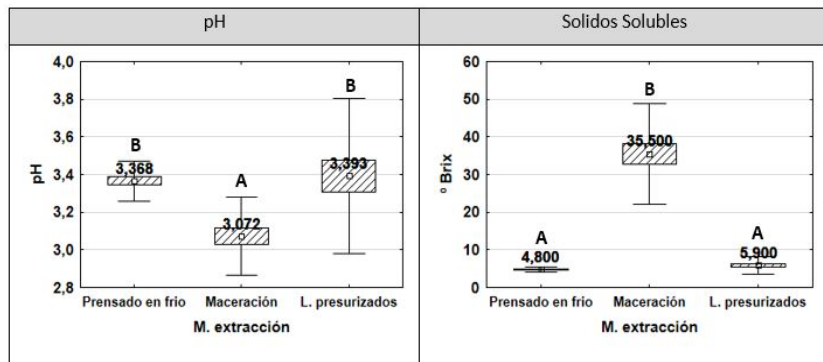 pH
Solidos Solubles
4,0
3,8
3,6
3,4
3,2
3,0
2,8
pH
B
3,368
A
3,072
B
3,393
Prensado en frio Maceración L. presurizados
M. extracción
60
50
40
30
20
10
0
º Brix
A
4,800
B
35,500
A
5,900
Prensado en frio Maceración L. presurizados
M. extracción